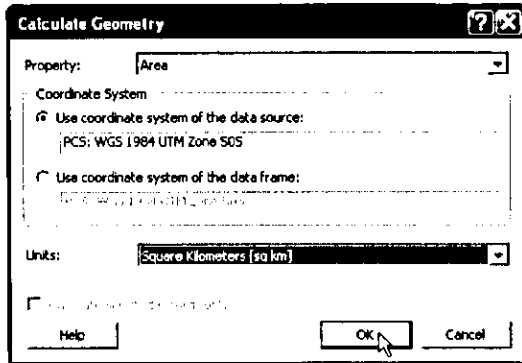 Calculate Geometry
Property: Area
Coordinate System
Use coordinate system of the data source:
PCS: WGS 1984 UTM Zone 50S
Use coordinate system of the data frame:
Units: Square Kilometers [sq km]
Help OK Cancel